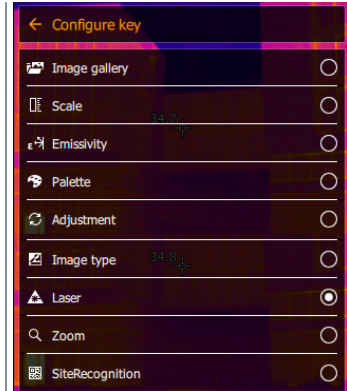 Configure key
Image gallery
Scale
34.7
Emissivity
Palette
Adjustment
Image type
34.8
Laser
Zoom
SiteRecognition